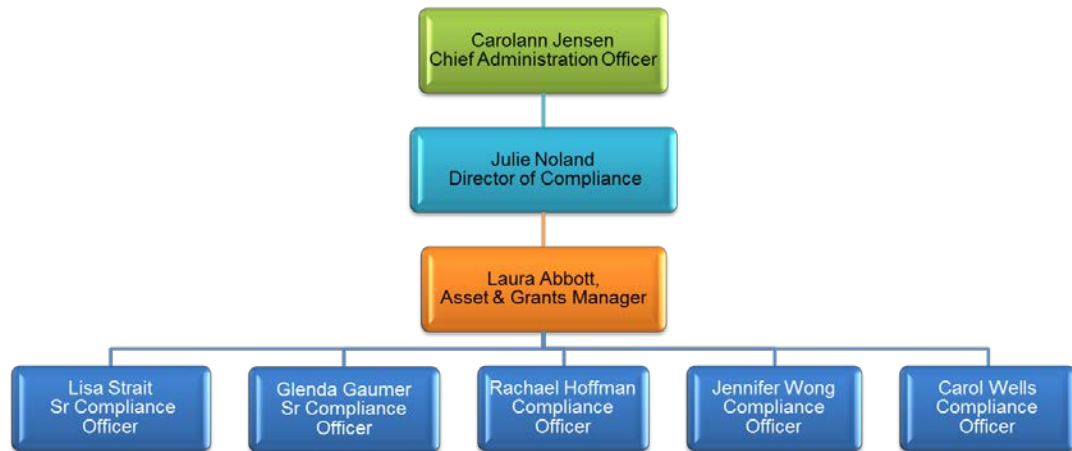 Carolann Jensen
Chief Administration Officer
Julie Noland
Director of Compliance
Laura Abbott,
Asset & Grants Manager
Lisa Strait
Sr Compliance
Officer
Glenda Gaumer
Sr Compliance
Officer
Rachael Hoffman
Compliance
Officer
Jennifer Wong
Compliance
Officer
Carol Wells
Compliance
Officer